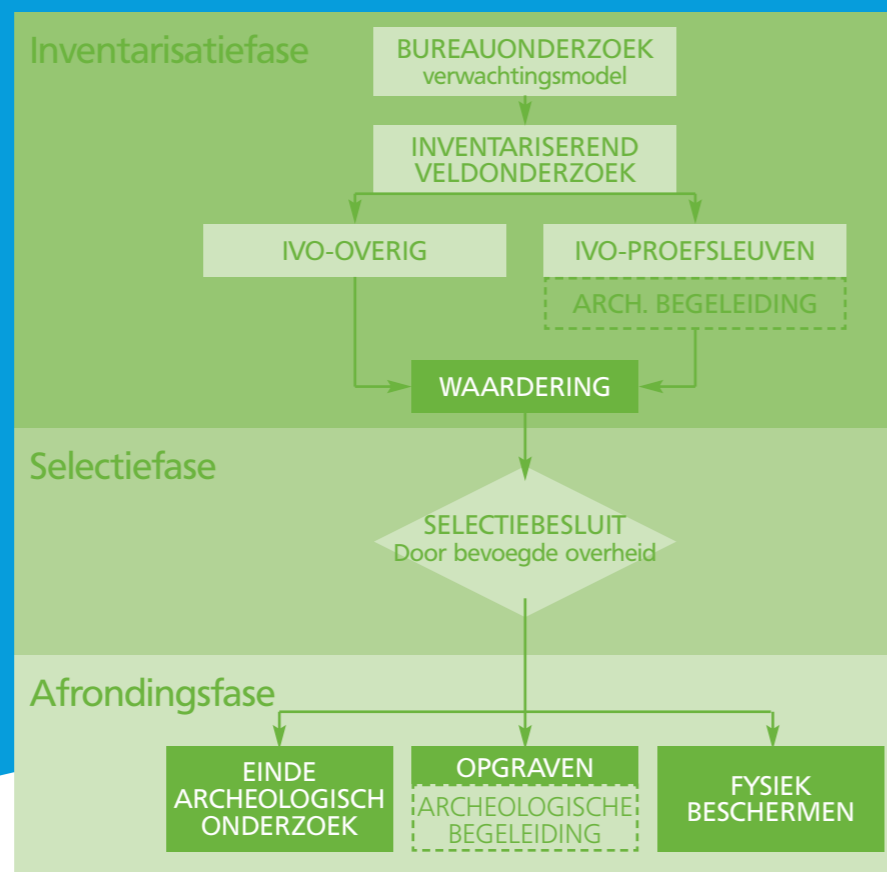 Inventarisatiefase
BUREAUONDERZOEK
verwachtingsmodel
INVENTARISEREND
VELDONDERZOEK
IVO-OVERIG
IVO-PROEFSLEUVEN
ARCH. BEGELEIDING
WAARDERING
Selectiefase
SELECTIEBESLUIT
Door bevoegde overheid
Afrondingsfase
EINDE
ARCHEOLOGISCH
ONDERZOEK
OPGRAVEN
ARCHEOLOGISCHE
BEGELEIDING
FYSIEK
BESCHERMEN